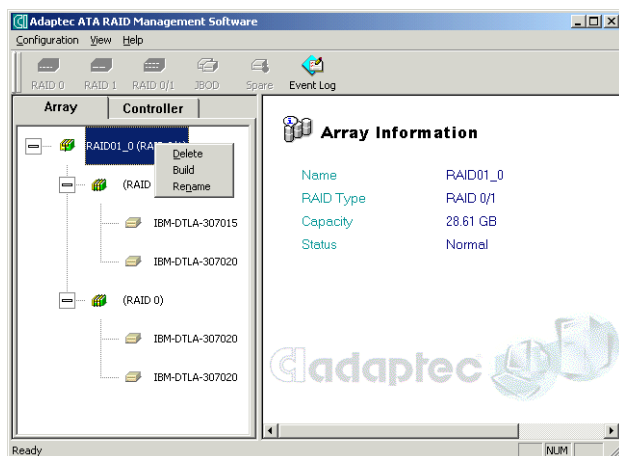 Adaptec ATA RAID Management Software
Configuration View Help
RAID 0 RAID 1 RAID 0/1 JBOD Spare Event Log
Array Controller
RAID01_0 (RA
Delete
Build
Rename
(RAID
IBM-DTLA-307015
IBM-DTLA-307020
(RAID 0)
IBM-DTLA-307020
IBM-DTLA-307020
Array Information
Name RAID01_0
RAID Type RAID 0/1
Capacity 28.61 GB
Status Normal
adaptec
Ready NUM